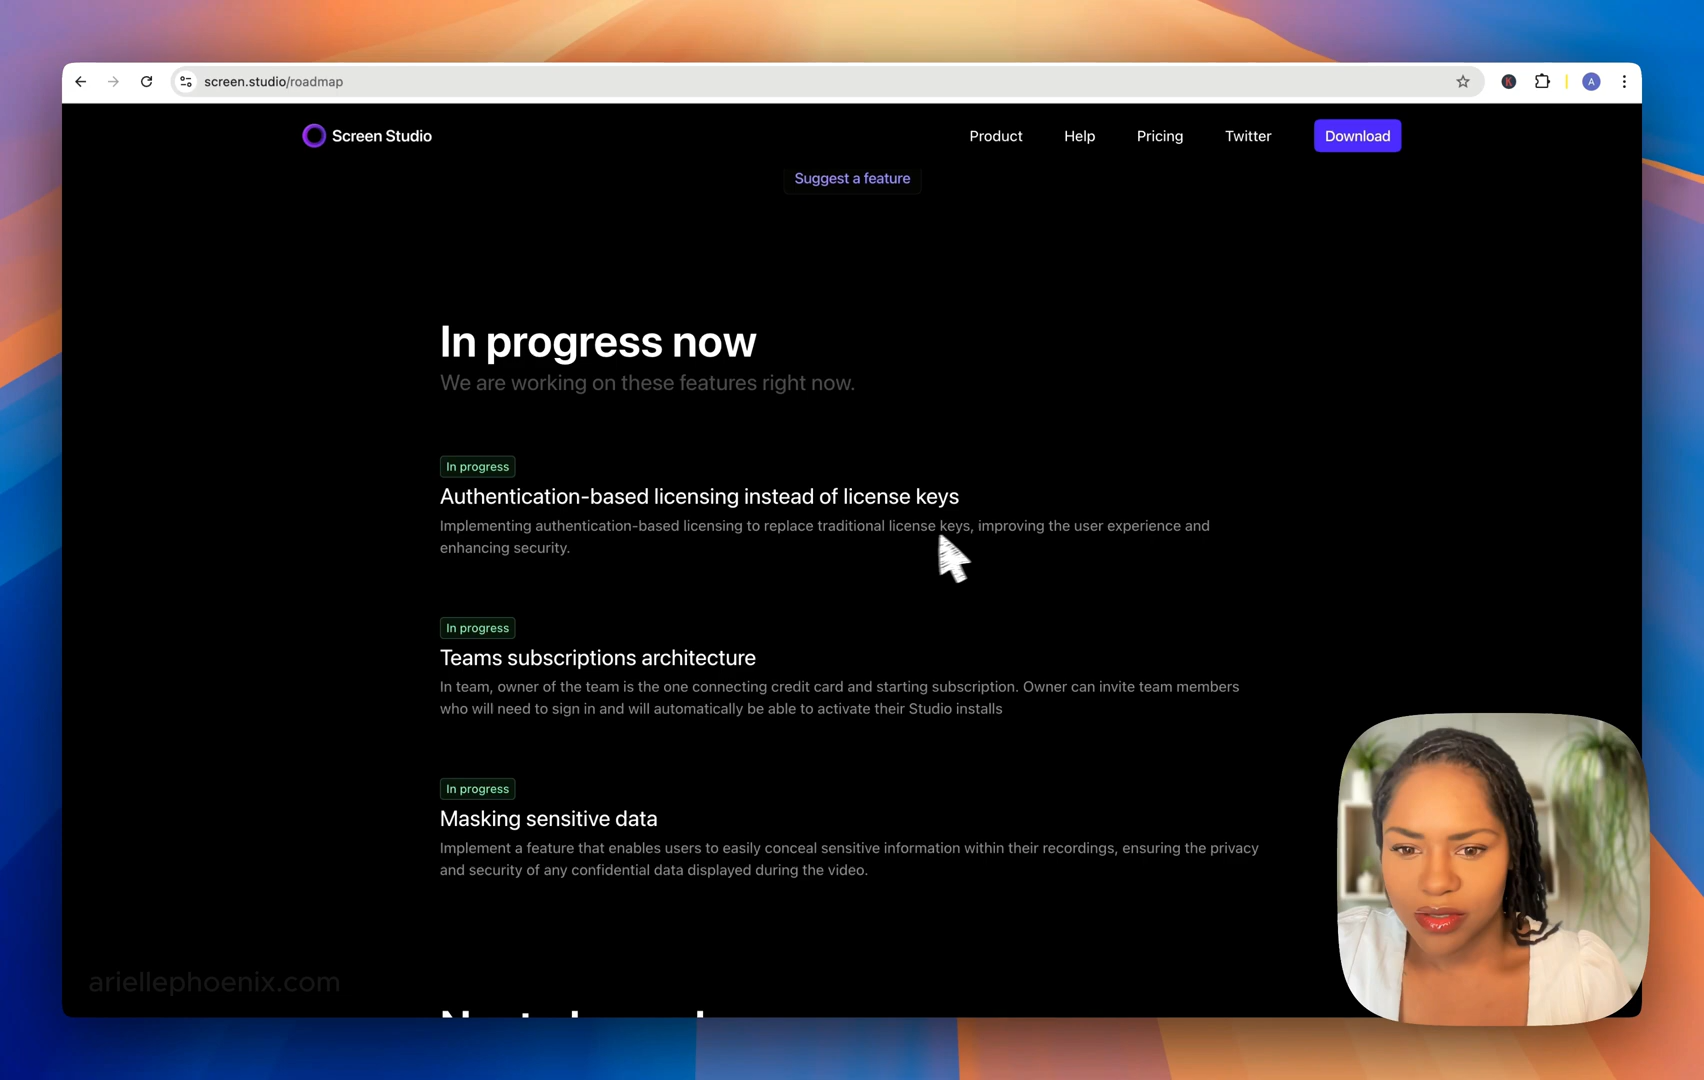 screen.studio/roadmap
K
A
Screen Studio
Product
Help
Pricing
Twitter
Download
Suggest a feature
In progress now
We are working on these features right now.
In progress
Authentication-based licensing instead of license keys
Implementing authentication-based licensing to replace traditional license keys, improving the user experience and
enhancing security.
In progress
Teams subscriptions architecture
In team, owner of the team is the one connecting credit card and starting subscription. Owner can invite team members
who will need to sign in and will automatically be able to activate their Studio installs
In progress
Masking sensitive data
Implement a feature that enables users to easily conceal sensitive information within their recordings, ensuring the privacy
and security of any confidential data displayed during the video.
ariellephoenix.com